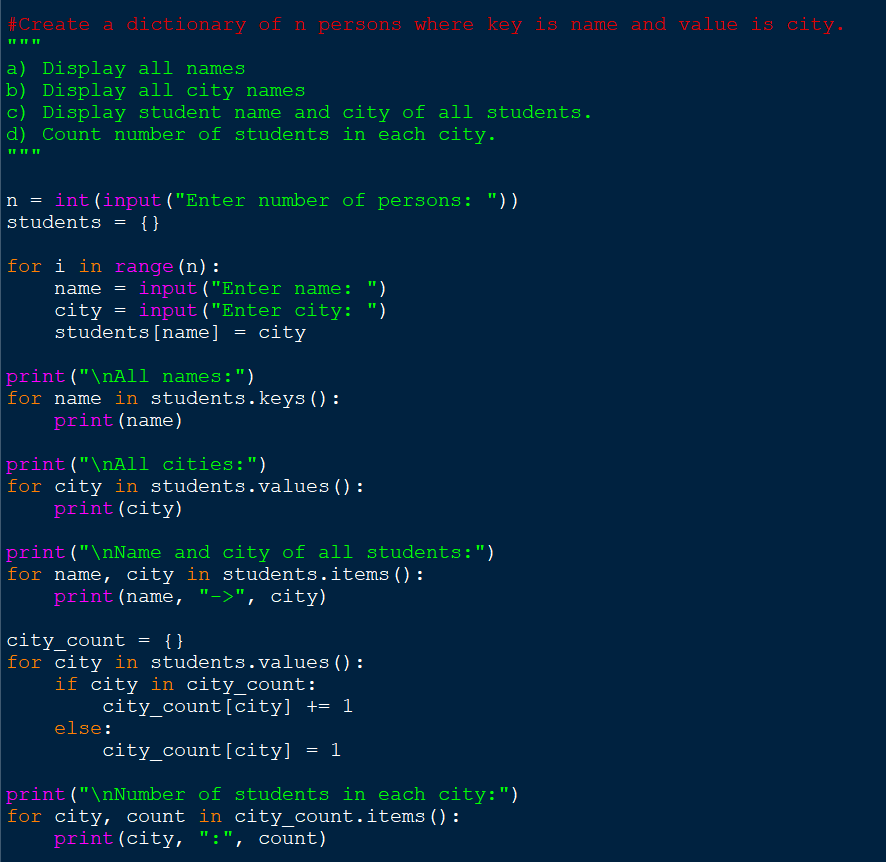 #Create a dictionary of n persons where key is name and value is city.
"""
a) Display all names
b) Display all city names
c) Display student name and city of all students.
d) Count number of students in each city.
"""

n = int(input("Enter number of persons: "))
students = {}

for i in range(n):
    name = input("Enter name: ")
    city = input("Enter city: ")
    students[name] = city

print("\nAll names:")
for name in students.keys():
    print(name)

print("\nAll cities:")
for city in students.values():
    print(city)

print("\nName and city of all students:")
for name, city in students.items():
    print(name, "->", city)

city_count = {}
for city in students.values():
    if city in city_count:
        city_count[city] += 1
    else:
        city_count[city] = 1

print("\nNumber of students in each city:")
for city, count in city_count.items():
    print(city, ":", count)